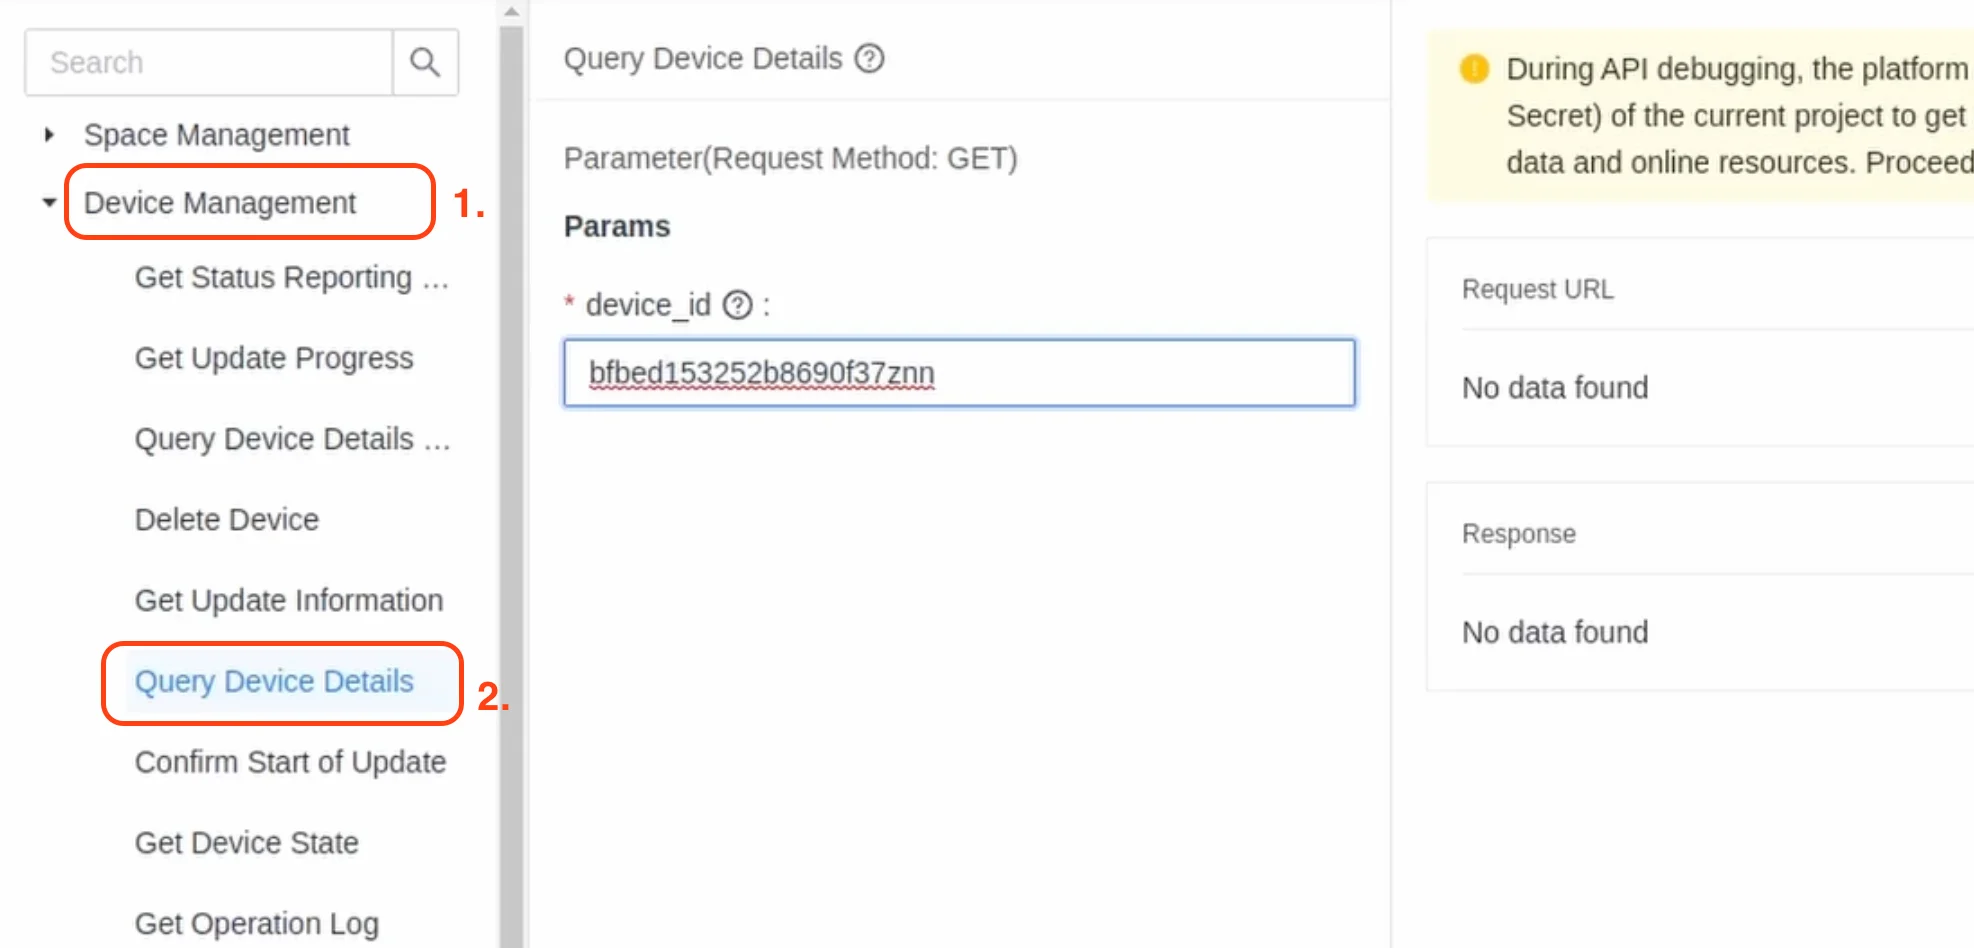 Search
Space Management
Device Management
1.
Get Status Reporting ...
Get Update Progress
Query Device Details ...
Delete Device
Get Update Information
Query Device Details
2.
Confirm Start of Update
Get Device State
Get Operation Log
Query Device Details ?
Parameter(Request Method: GET)
Params
* device_id ? :
bfbed153252b8690f37znn
During API debugging, the platform
Secret) of the current project to get
data and online resources. Proceed
Request URL
No data found
Response
No data found